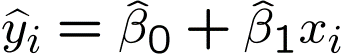 ŷᵢ = β̂₀ + β̂₁xᵢ